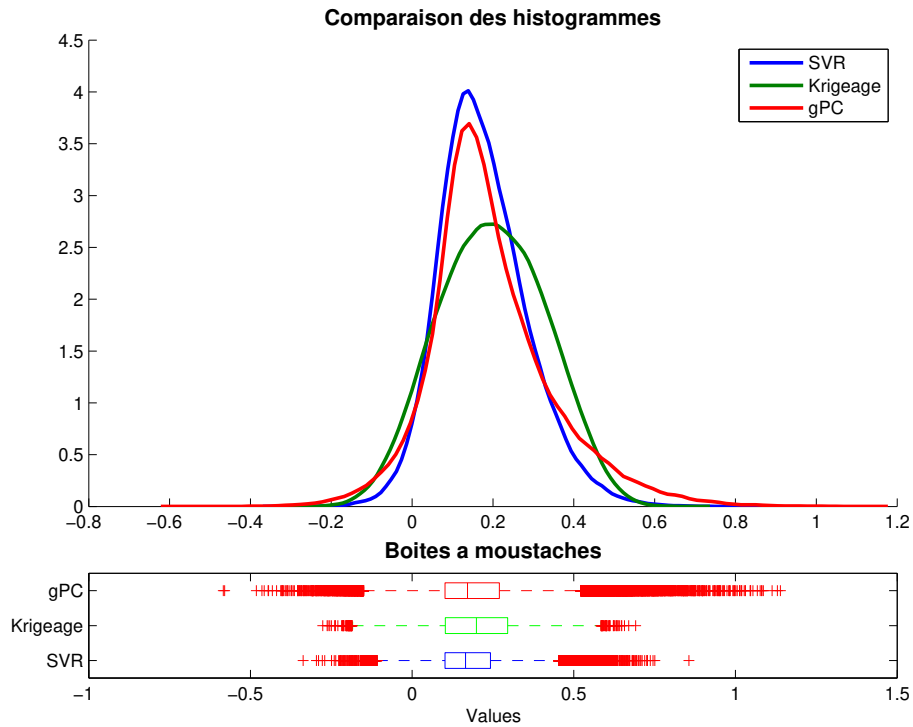 Comparaison des histogrammes
4.5
4
3.5
3
2.5
2
1.5
1
0.5
0
−0.8 −0.6 −0.4 −0.2 0 0.2 0.4 0.6 0.8 1 1.2
SVR
Krigeage
gPC
Boites a moustaches
gPC
Krigeage
SVR
−1 −0.5 0 0.5 1 1.5
Values